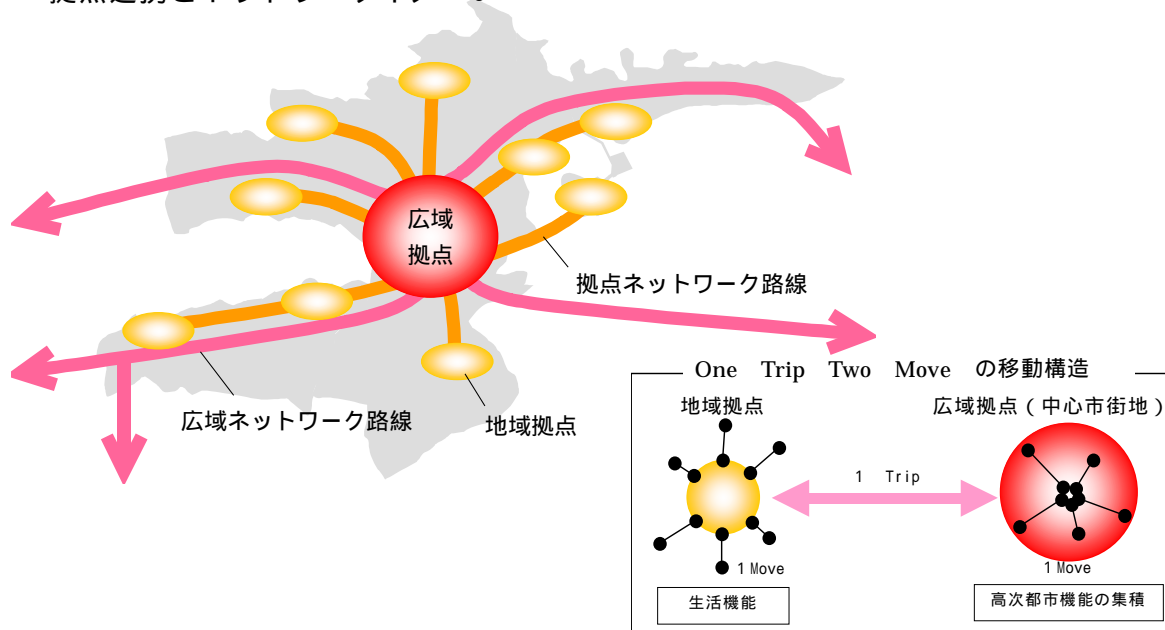 広域
拠点
拠点ネットワーク路線
広域ネットワーク路線
地域拠点
One Trip Two Move の移動構造
地域拠点
広域拠点(中心市街地)
1 Trip
1 Move
1 Move
生活機能
高次都市機能の集積